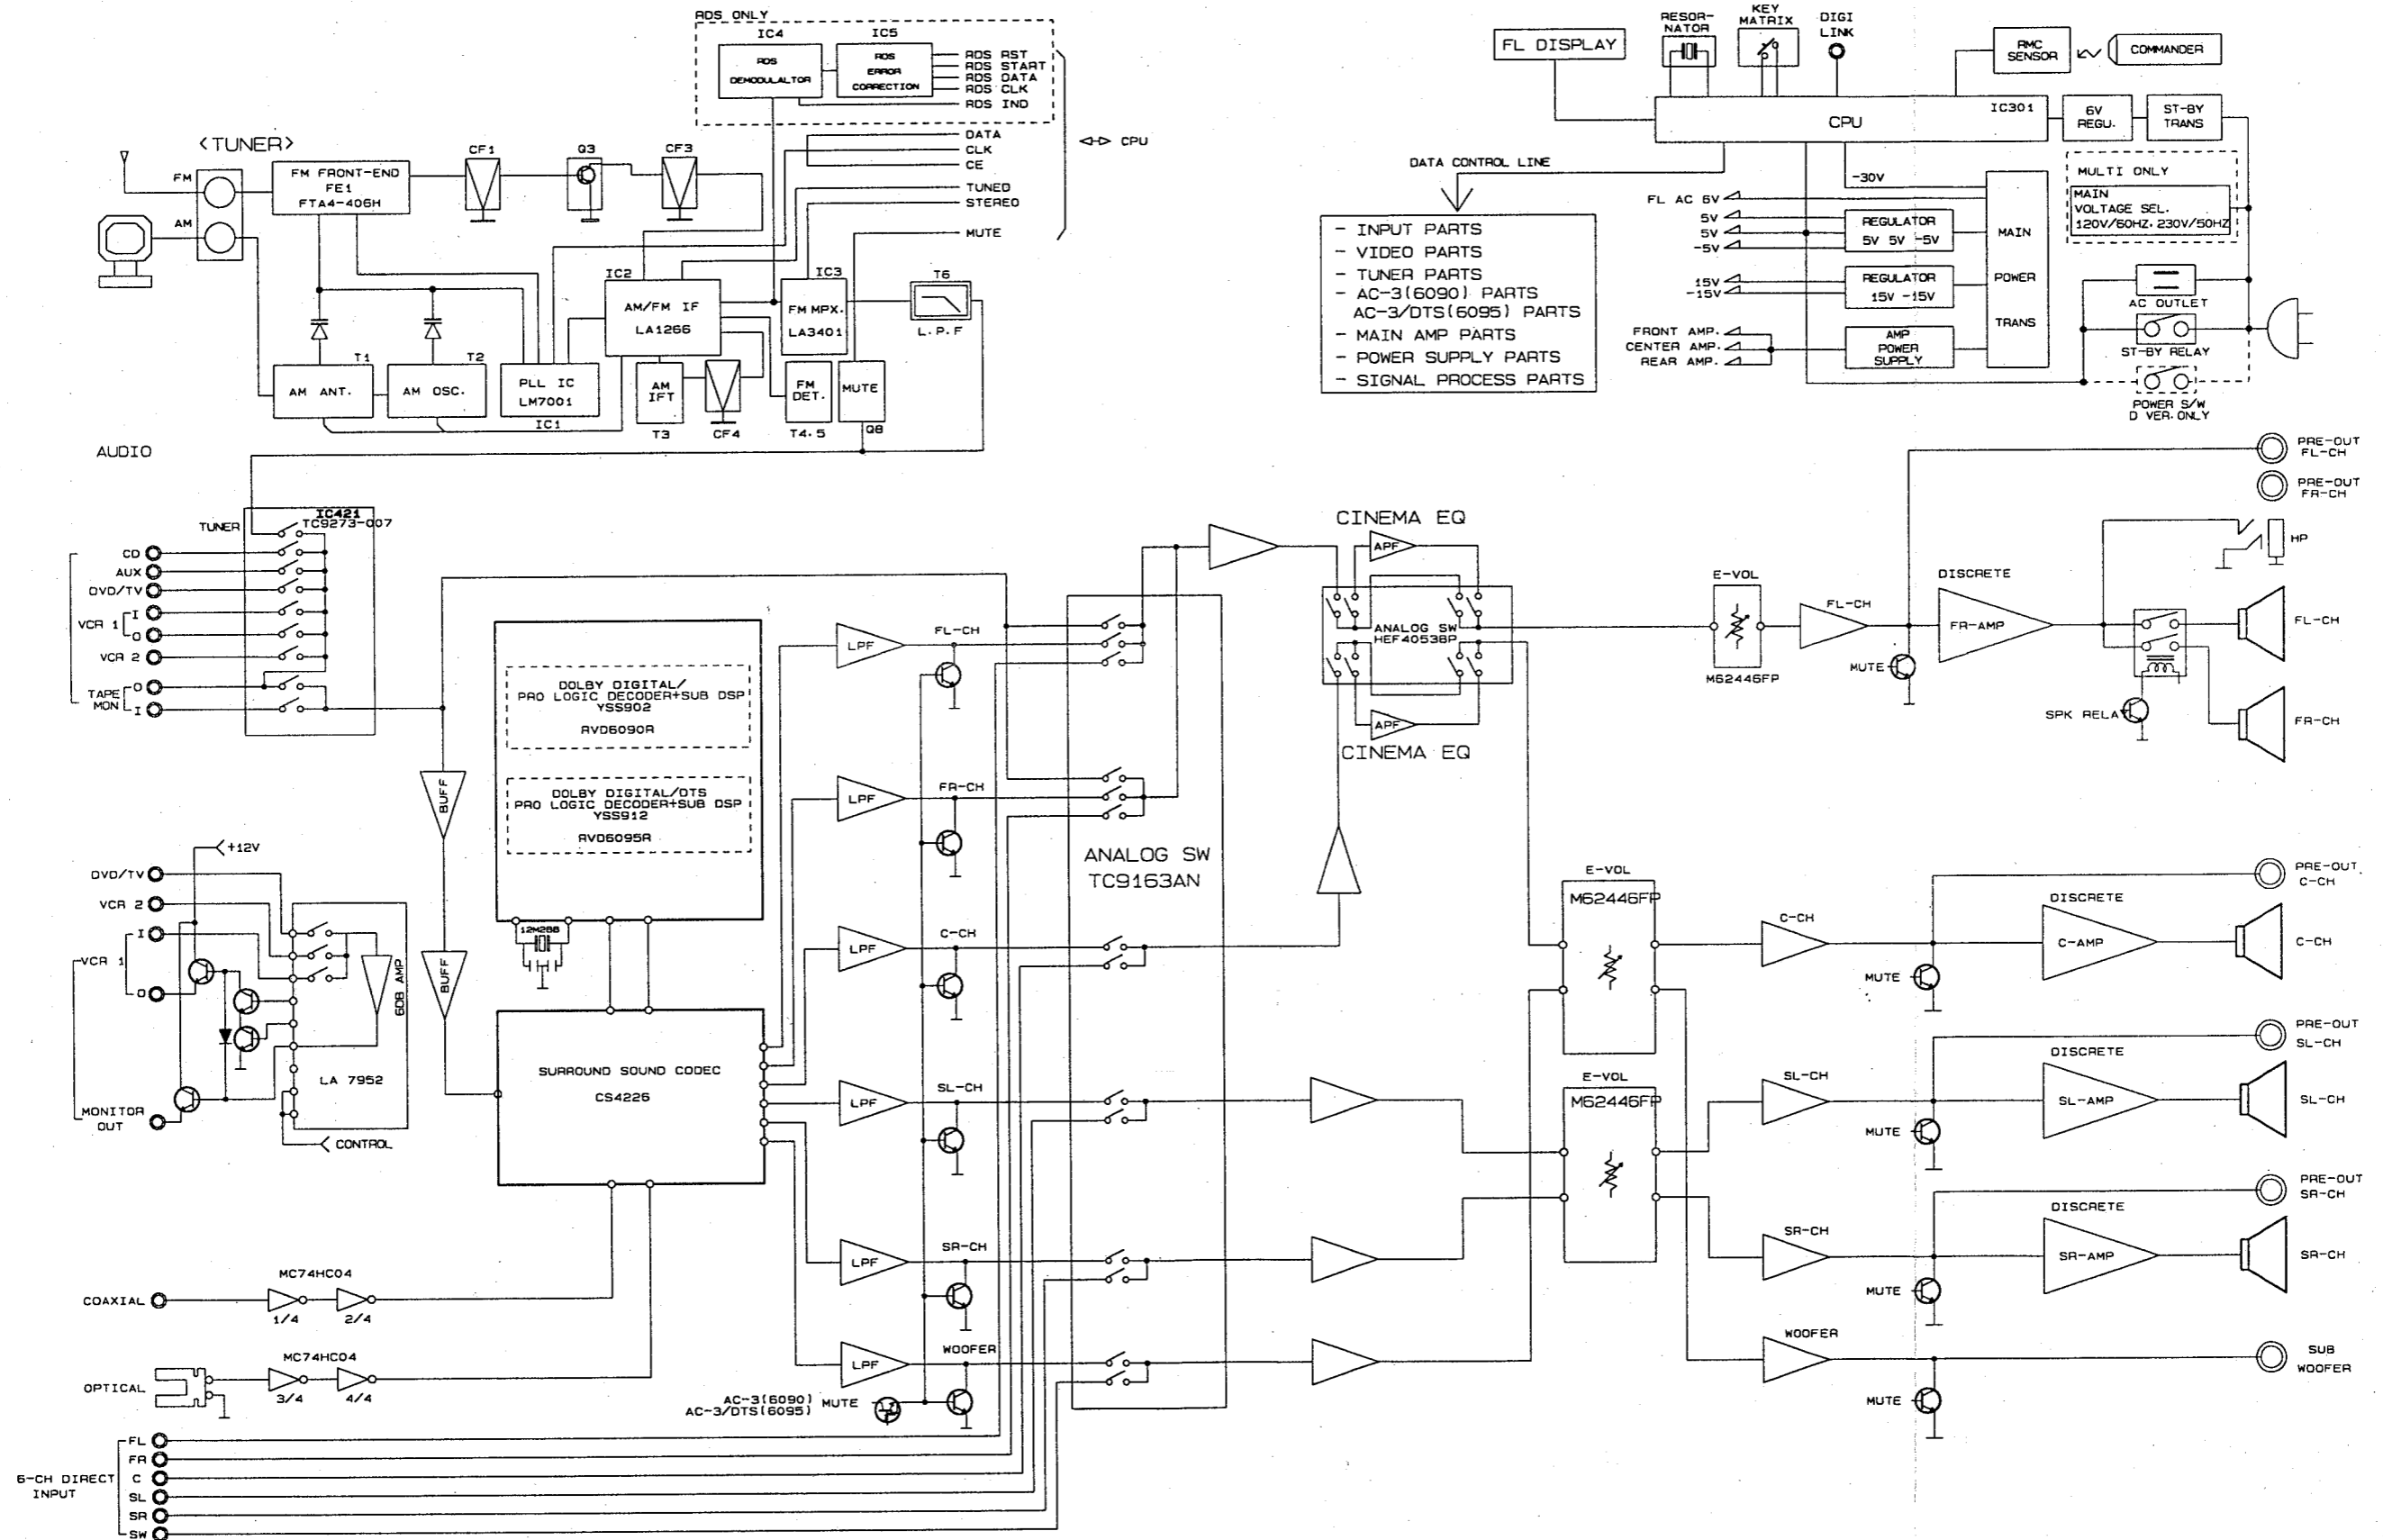 RDS ONLY
IC4
IC5
RDS
DEMODULALTOR
RDS
ERROR
CORRECTION
RDS RST
RDS START
RDS DATA
RDS CLK
RDS IND
DATA
CLK
CE
TUNED
STEREO
MUTE
CPU
<TUNER>
FM
AM
FM FRONT-END
FE1
FTA4-406H
CF1
Q3
CF3
IC2
AM/FM IF
LA1266
IC3
FM MPX.
LA3401
T6
L.P.F
T1
AM ANT.
T2
AM OSC.
PLL IC
LM7001
IC1
AM
IFT
T3
CF4
FM
DET.
T4.5
MUTE
Q8
FL DISPLAY
RESOR-
NATOR
KEY
MATRIX
DIGI
LINK
RMC
SENSOR
COMMANDER
IC301
CPU
6V
REGU.
ST-BY
TRANS
DATA CONTROL LINE
- INPUT PARTS
- VIDEO PARTS
- TUNER PARTS
- AC-3(6090) PARTS
AC-3/DTS(6095) PARTS
- MAIN AMP PARTS
- POWER SUPPLY PARTS
- SIGNAL PROCESS PARTS
-30V
FL AC 6V
5V
5V
-5V
REGULATOR
5V 5V -5V
15V
-15V
REGULATOR
15V -15V
FRONT AMP.
CENTER AMP.
REAR AMP.
AMP
POWER
SUPPLY
MAIN
POWER
TRANS
MULTI ONLY
MAIN
VOLTAGE SEL.
120V/60HZ.230V/50HZ
AC OUTLET
ST-BY RELAY
POWER S/W
D VER.ONLY
AUDIO
TUNER
IC421
TC9273-007
CD
AUX
DVD/TV
VCR 1
I
O
VCR 2
TAPE
MON
O
I
BUFF
BUFF
DOLBY DIGITAL/
PRO LOGIC DECODER+SUB DSP
YSS902
RVD6090R
DOLBY DIGITAL/DTS
PRO LOGIC DECODER+SUB DSP
YSS912
RVD6095R
12M288
SURROUND SOUND CODEC
CS4226
+12V
DVD/TV
VCR 2
VCR 1
I
O
MONITOR
OUT
6DB AMP
LA 7952
CONTROL
COAXIAL
MC74HC04
1/4
2/4
OPTICAL
MC74HC04
3/4
4/4
6-CH DIRECT
INPUT
FL
FR
C
SL
SR
SW
LPF
FL-CH
LPF
FR-CH
LPF
C-CH
LPF
SL-CH
LPF
SR-CH
LPF
WOOFER
AC-3(6090)
AC-3/DTS(6095)
MUTE
ANALOG SW
TC9163AN
CINEMA EQ
APF
ANALOG SW
HEF4053BP
APF
CINEMA EQ
E-VOL
M62446FP
FL-CH
MUTE
DISCRETE
FR-AMP
PRE-OUT
FL-CH
PRE-OUT
FR-CH
HP
FL-CH
SPK RELA
FR-CH
E-VOL
M62446FP
C-CH
MUTE
DISCRETE
C-AMP
PRE-OUT
C-CH
C-CH
E-VOL
M62446FP
SL-CH
MUTE
DISCRETE
SL-AMP
PRE-OUT
SL-CH
SL-CH
SR-CH
MUTE
DISCRETE
SR-AMP
PRE-OUT
SR-CH
SR-CH
WOOFER
MUTE
SUB
WOOFER